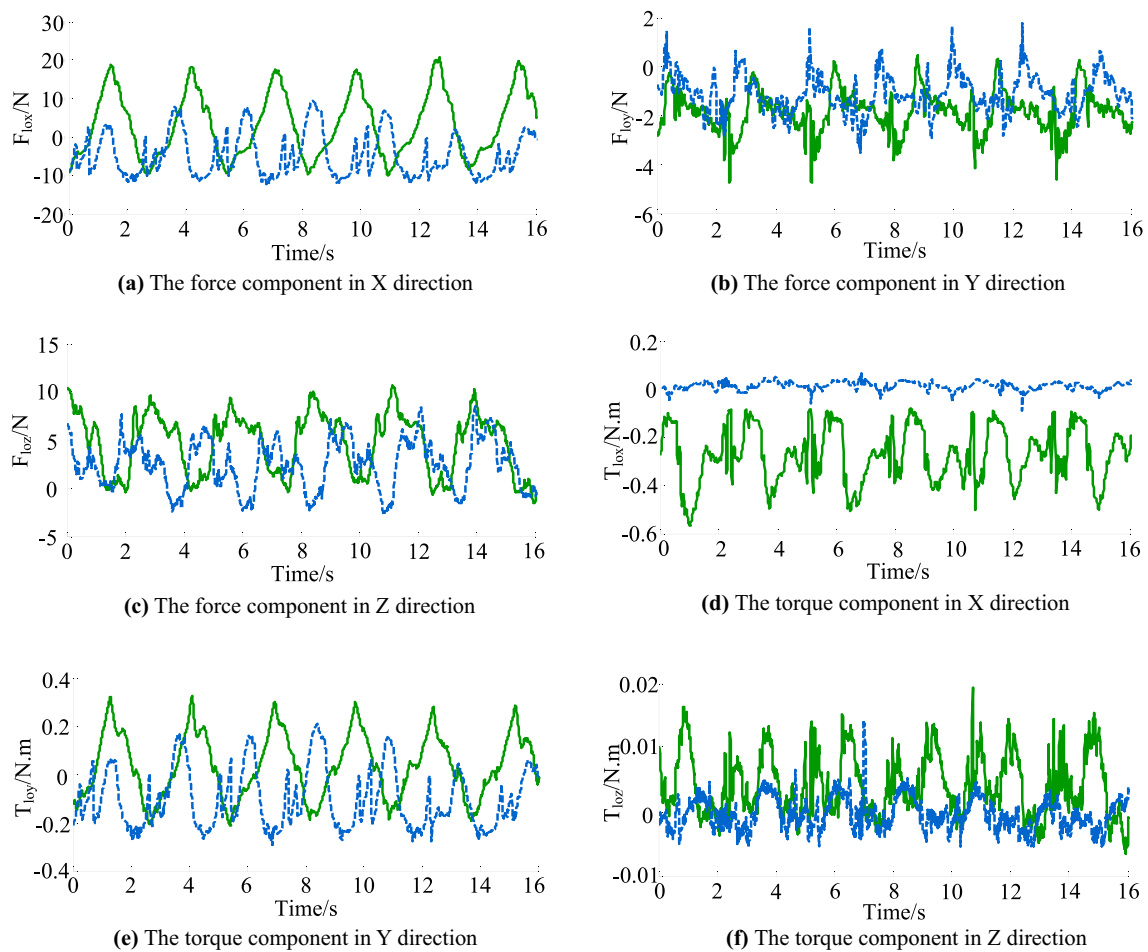 30
20
10
0
-10
-20
F_lox/N
0 2 4 6 8 10 12 14 16
Time/s
(a) The force component in X direction
2
0
-2
-4
-6
F_loy/N
0 2 4 6 8 10 12 14 16
Time/s
(b) The force component in Y direction
15
10
5
0
-5
F_loz/N
0 2 4 6 8 10 12 14 16
Time/s
(c) The force component in Z direction
0.2
0
-0.2
-0.4
-0.6
T_lox/N.m
0 2 4 6 8 10 12 14 16
Time/s
(d) The torque component in X direction
0.4
0.2
0
-0.2
-0.4
T_loy/N.m
0 2 4 6 8 10 12 14 16
Time/s
(e) The torque component in Y direction
0.02
0.01
0
-0.01
T_loz/N.m
0 2 4 6 8 10 12 14 16
Time/s
(f) The torque component in Z direction